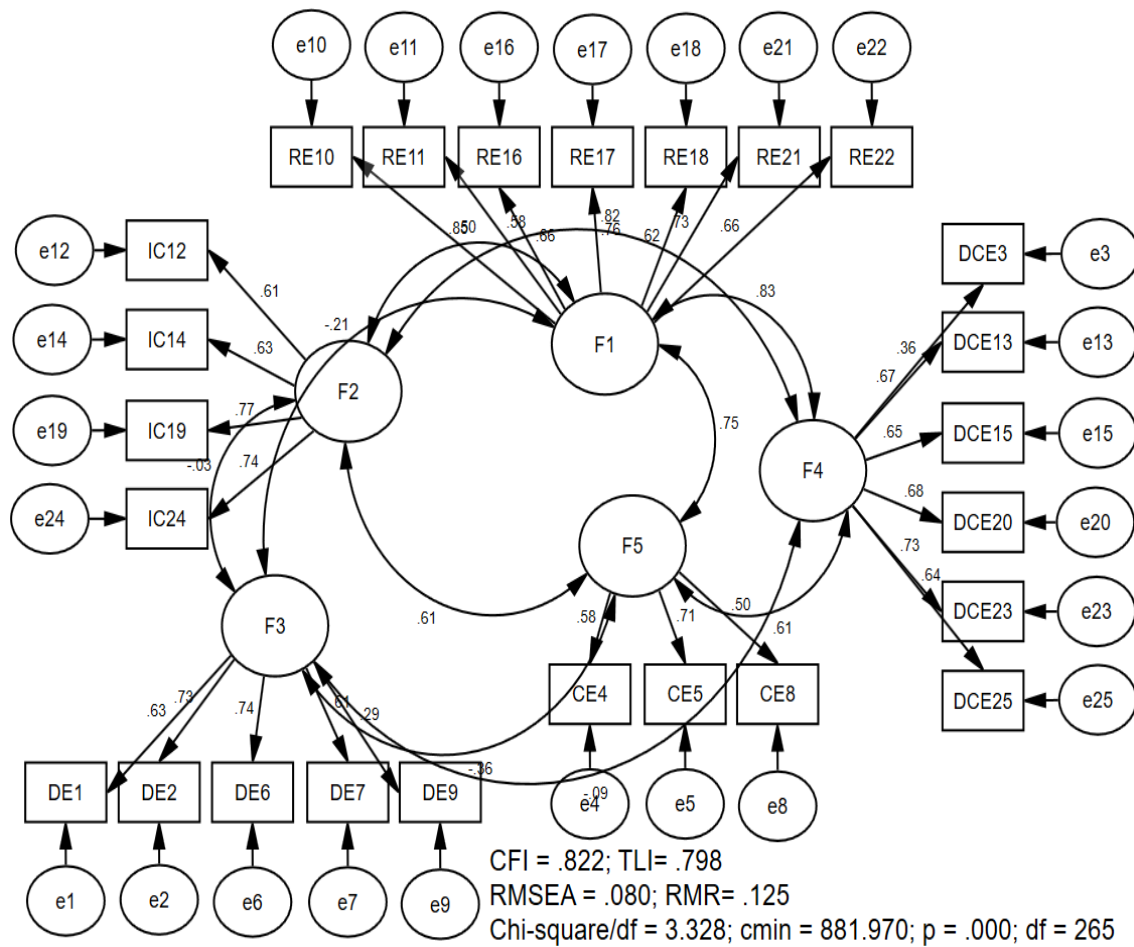 e10 e11 e16 e17 e18 e21 e22
RE10 RE11 RE16 RE17 RE18 RE21 RE22
.50 .58 .66 .82 .76 .62 .73 .66
e12 IC12
.61
e14 IC14
.63
e19 IC19
.77
e24 IC24
.74
-.21
-.03
F1
F2
F3
F4
F5
.83
.75
.61
.50
DCE3 e3
.36
DCE13 e13
.67
DCE15 e15
.65
DCE20 e20
.68
DCE23 e23
.64
DCE25 e25
.73
.58 .71 .61
CE4 CE5 CE8
e4 e5 e8
.63 .73 .74 .29
-.36
-.09
DE1 DE2 DE6 DE7 DE9
e1 e2 e6 e7 e9
CFI = .822; TLI= .798
RMSEA = .080; RMR= .125
Chi-square/df = 3.328; cmin = 881.970; p = .000; df = 265